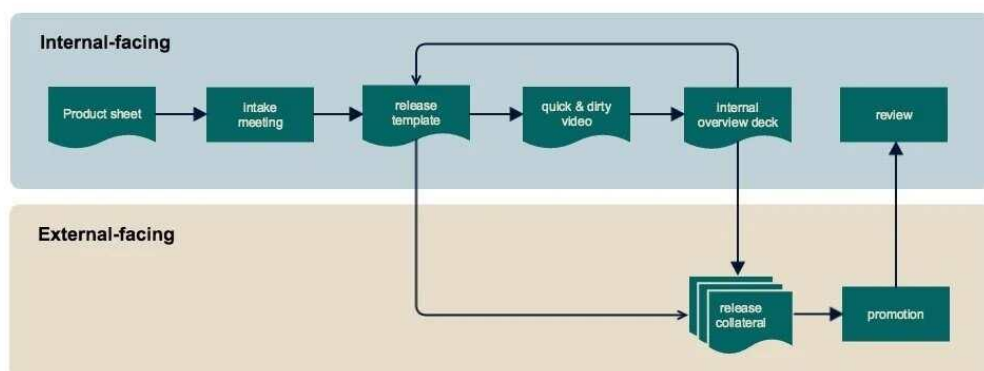 Internal-facing
Product sheet
intake
meeting
release
template
quick & dirty
video
internal
overview deck
review
External-facing
release
collateral
promotion